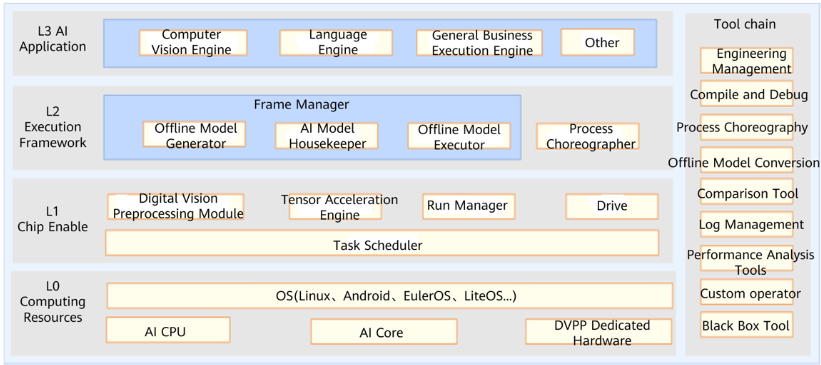 L3 AI
Application
Computer
Vision Engine
Language
Engine
General Business
Execution Engine
Other
L2
Execution
Framework
Frame Manager
Offline Model
Generator
AI Model
Housekeeper
Offline Model
Executor
Process
Choreographer
L1
Chip Enable
Digital Vision
Preprocessing Module
Tensor Acceleration
Engine
Run Manager
Drive
Task Scheduler
L0
Computing
Resources
OS(Linux、Android、EulerOS、LiteOS...)
AI CPU
AI Core
DVPP Dedicated
Hardware
Tool chain
Engineering
Management
Compile and Debug
Process Choreography
Offline Model Conversion
Comparison Tool
Log Management
Performance Analysis
Tools
Custom operator
Black Box Tool